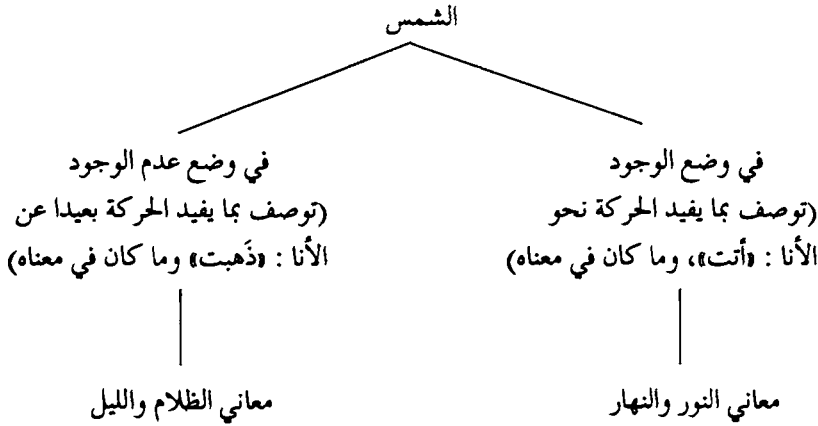 الشمس
في وضع الوجود
(توصف بما يفيد الحركة نحو
الأنا : «أتت»، وما كان في معناه)
في وضع عدم الوجود
(توصف بما يفيد الحركة بعيدا عن
الأنا : «ذَهبت» وما كان في معناه)
معاني النور والنهار
معاني الظلام والليل